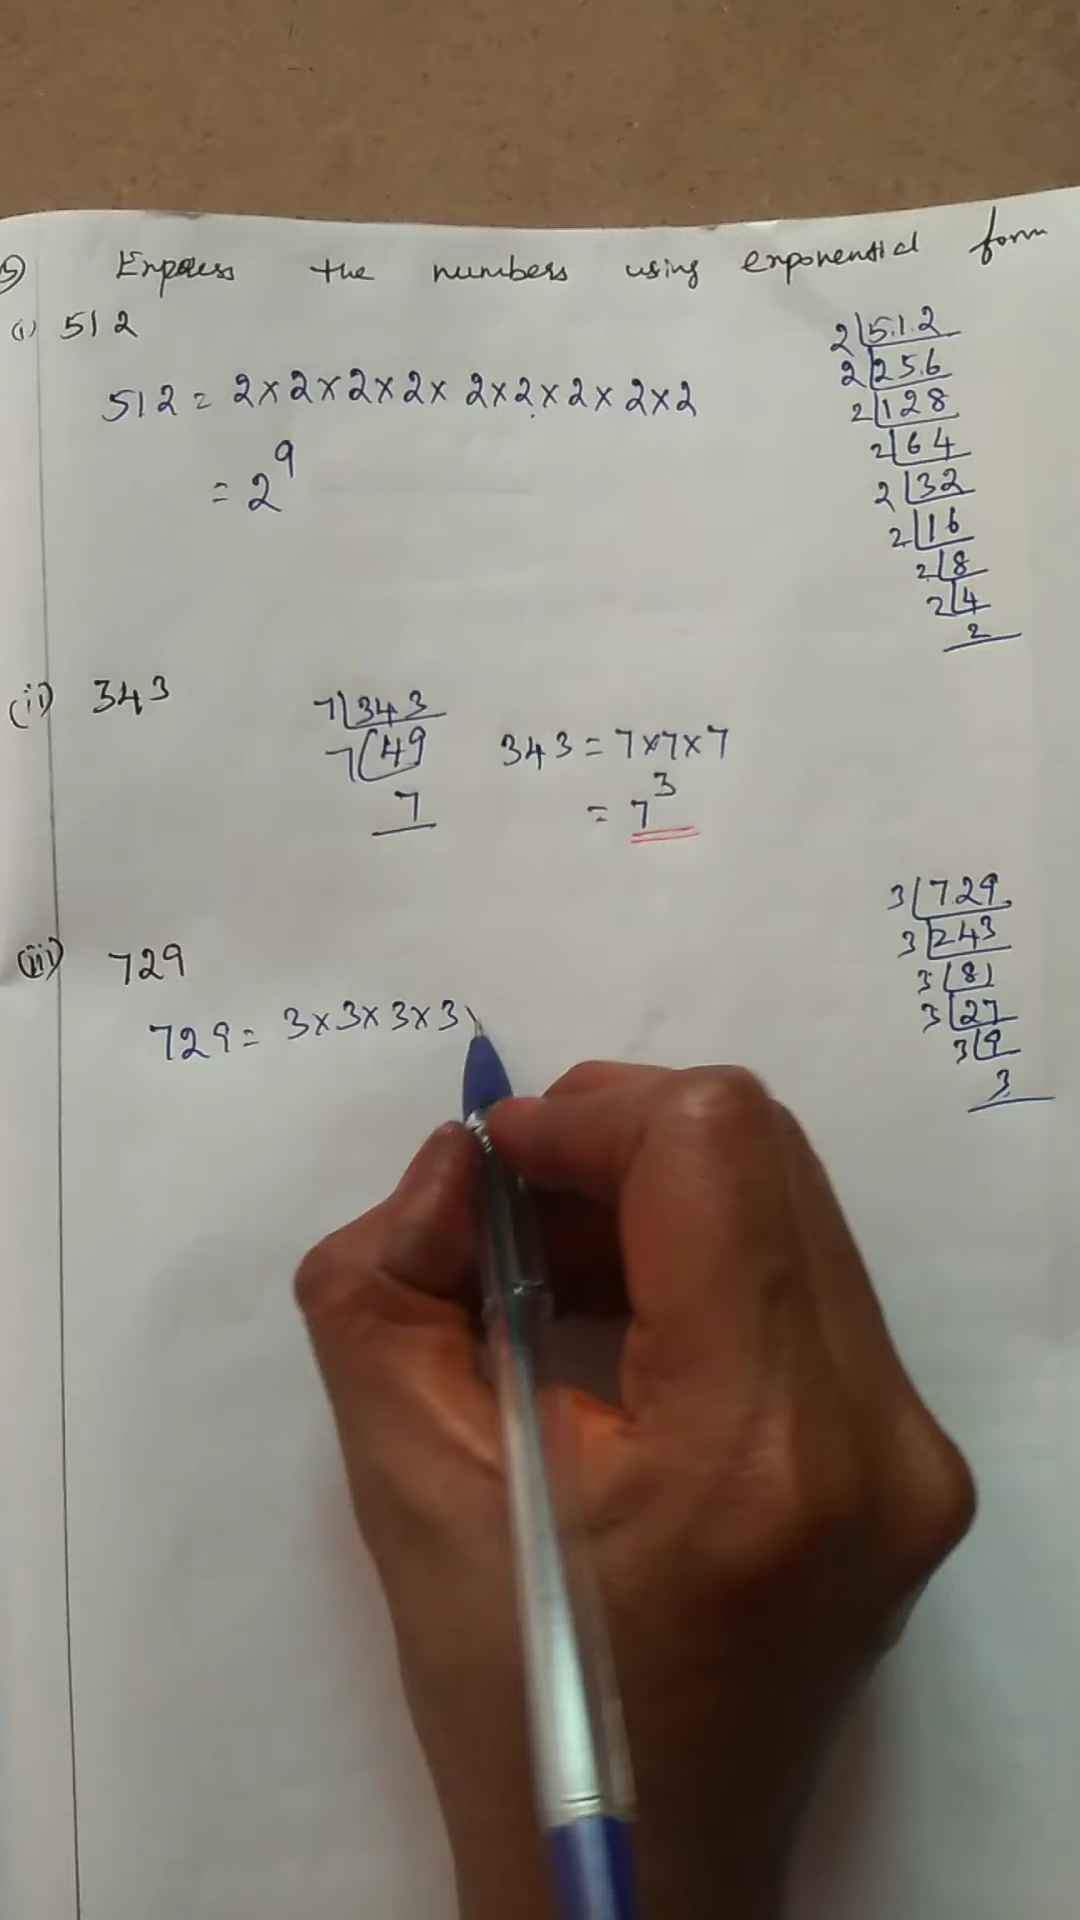 5) Express the numbers using exponential form
(i) 512
512 = 2×2×2×2×2×2×2×2×2
= 2⁹
2|512
2|256
2|128
2|64
2|32
2|16
2|8
2|4
2
(ii) 343
7|343
7|49
7
343 = 7×7×7
= 7³
(iii) 729
729 = 3×3×3×3
3|729
3|243
3|81
3|27
3|9
3